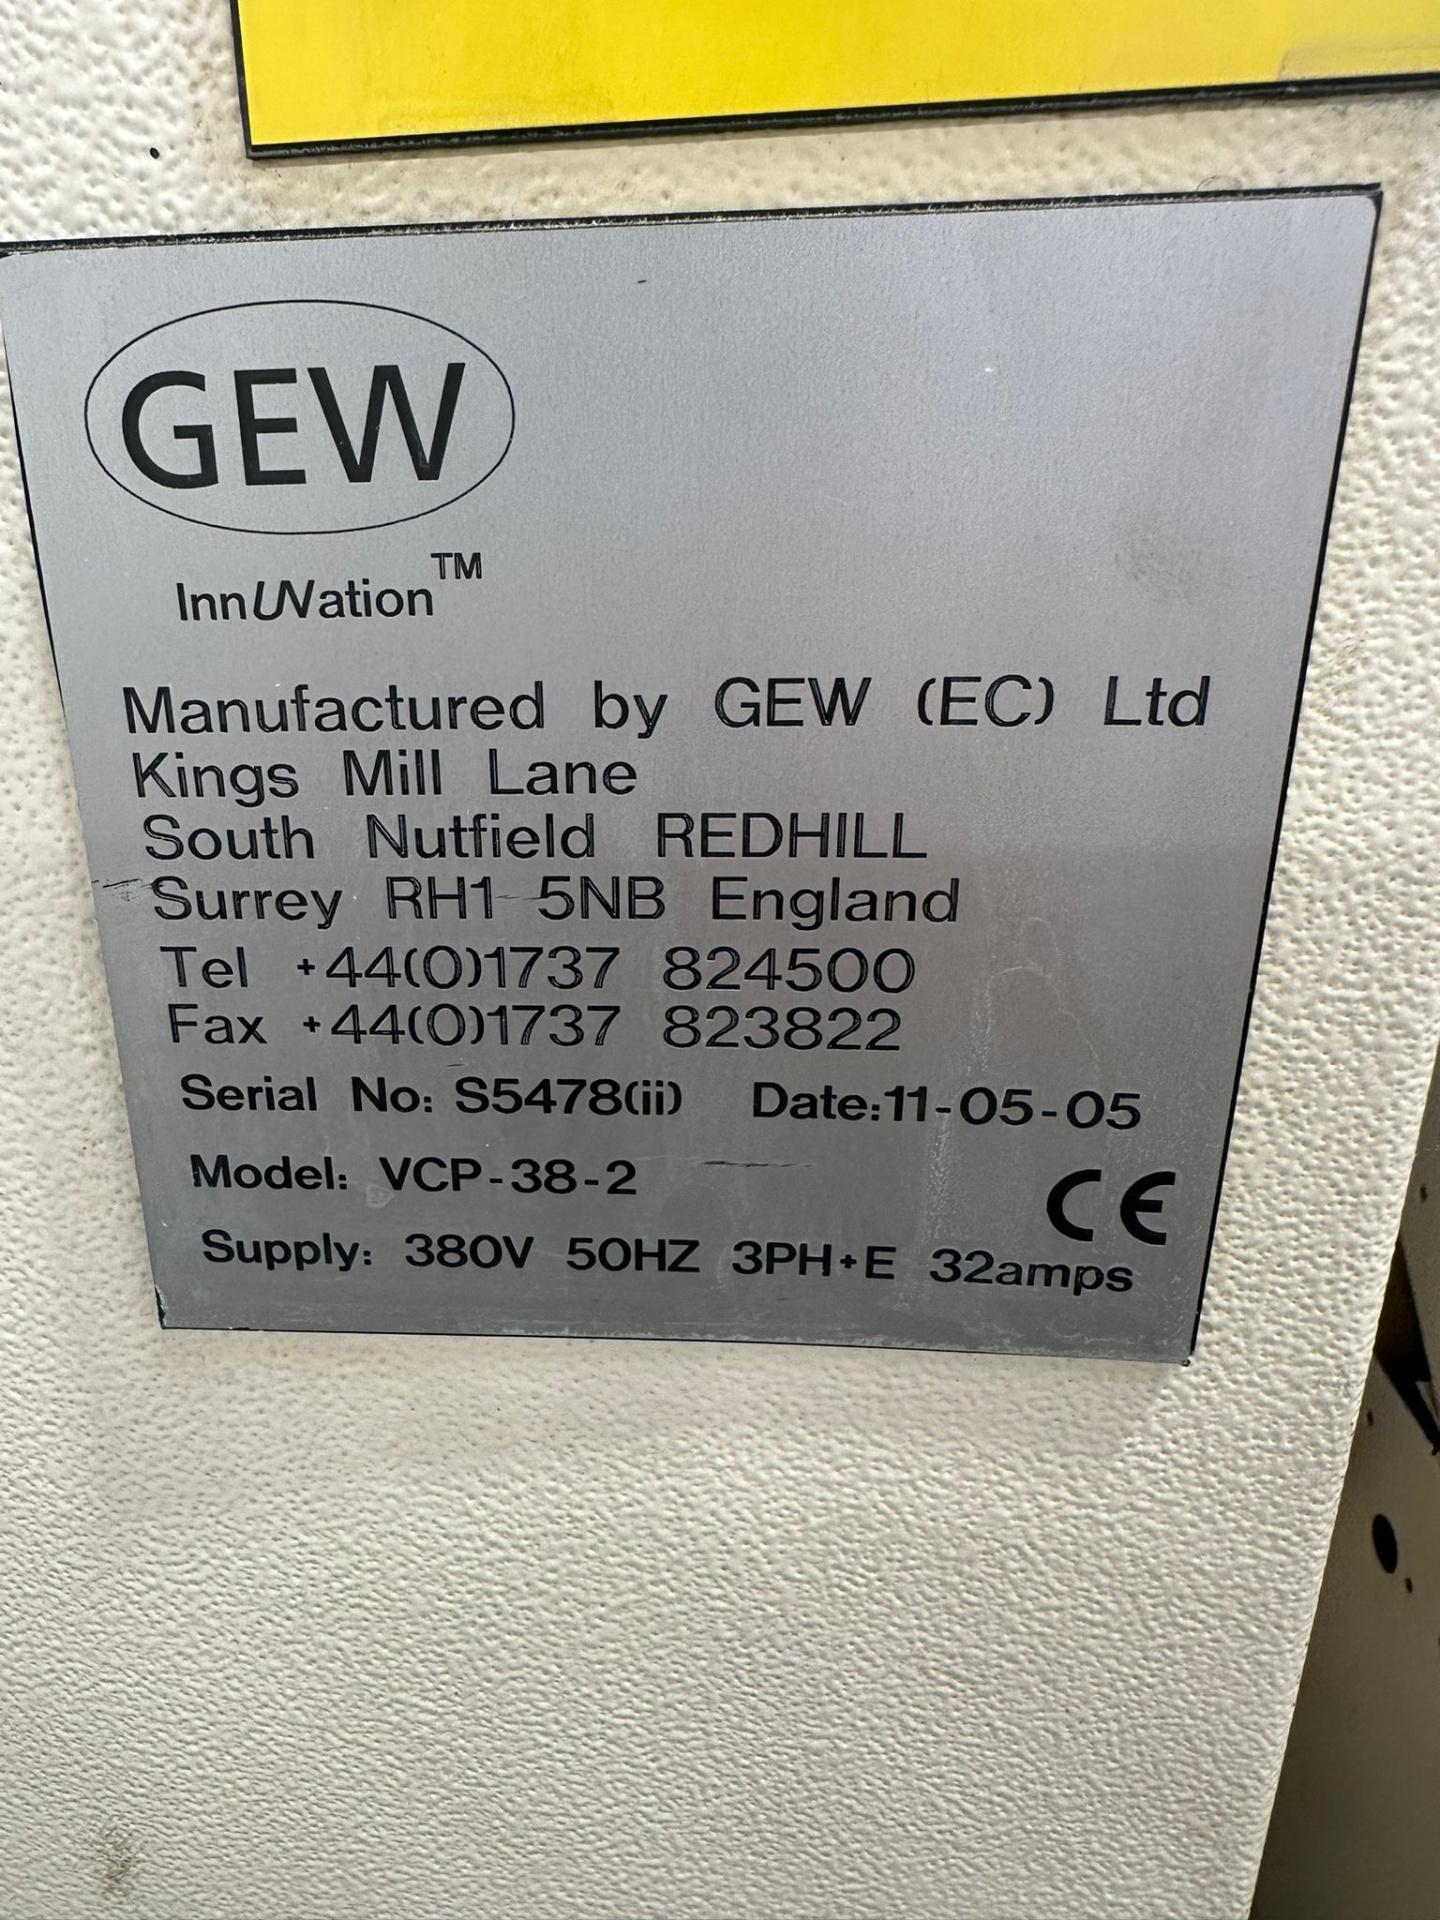 GEW
InnUVation™
Manufactured by GEW (EC) Ltd
Kings Mill Lane
South Nutfield REDHILL
Surrey RH1 5NB England
Tel +44(0)1737 824500
Fax +44(0)1737 823822
Serial No: S5478(ii) Date:11-05-05
Model: VCP-38-2
CE
Supply: 380V 50HZ 3PH+E 32amps